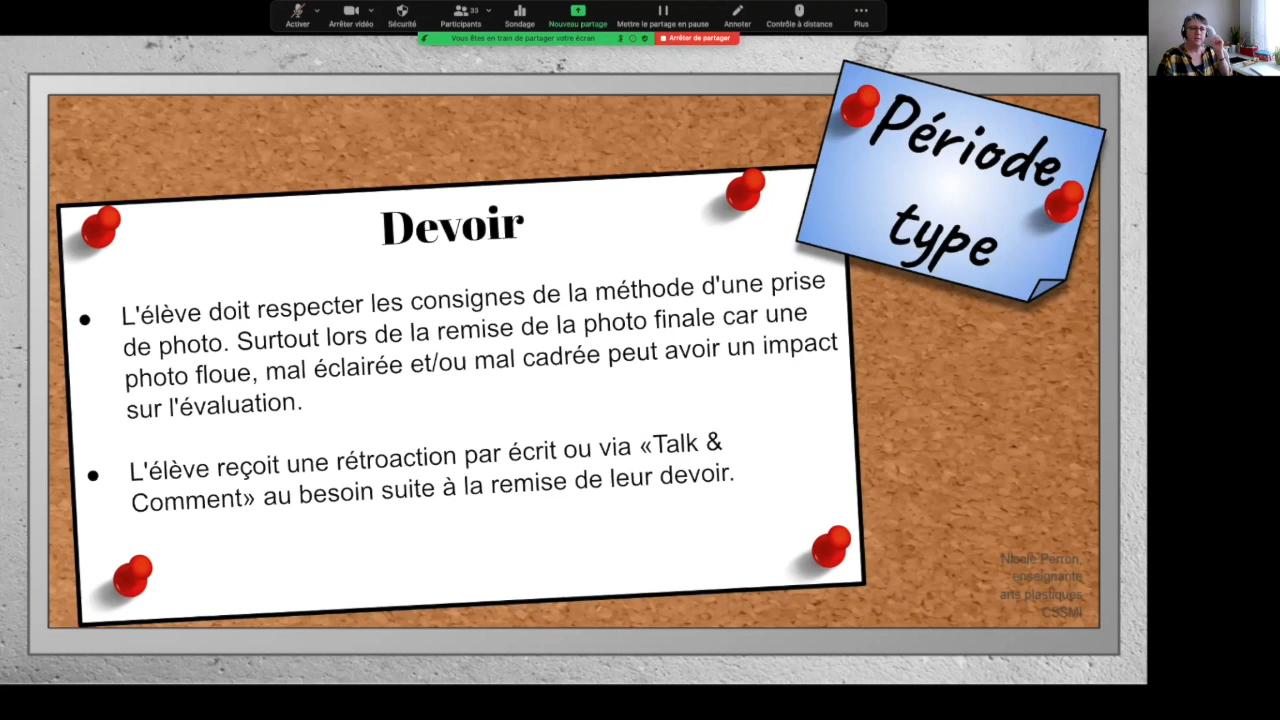 Activer
Arrêter vidéo
Sécurité
33
Participants
Sondage
Nouveau partage
Mettre le partage en pause
Annoter
Contrôle à distance
Plus
Vous êtes en train de partager votre écran
Arrêter de partager
Période
type
Devoir
L'élève doit respecter les consignes de la méthode d'une prise
de photo. Surtout lors de la remise de la photo finale car une
photo floue, mal éclairée et/ou mal cadrée peut avoir un impact
sur l'évaluation.
L'élève reçoit une rétroaction par écrit ou via «Talk &
Comment» au besoin suite à la remise de leur devoir.
Nicole Perron,
enseignante
arts plastiques
CSSMI